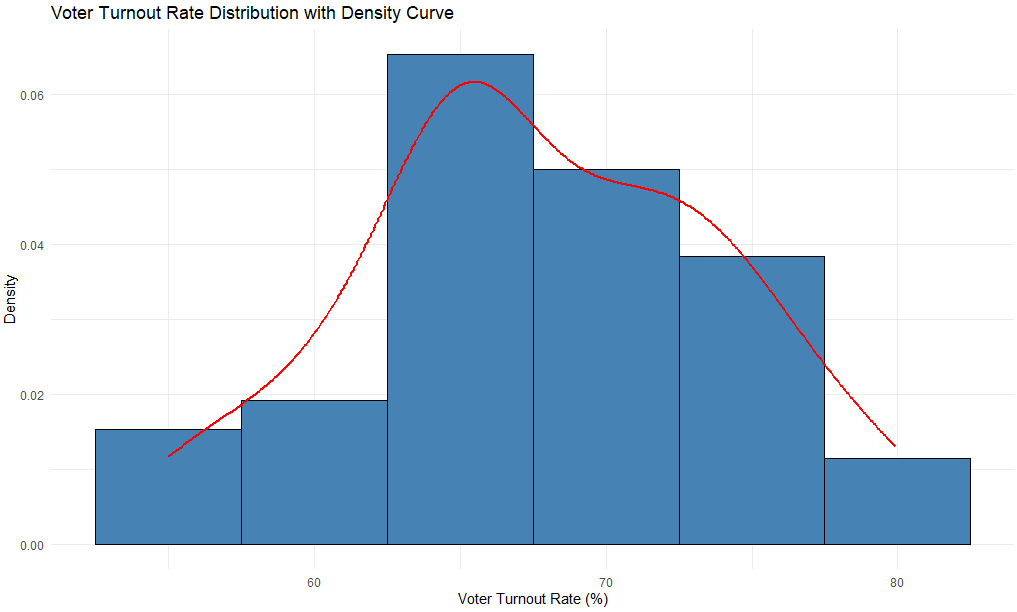 Voter Turnout Rate Distribution with Density Curve
Density
0.06
0.04
0.02
0.00
60 70 80
Voter Turnout Rate (%)